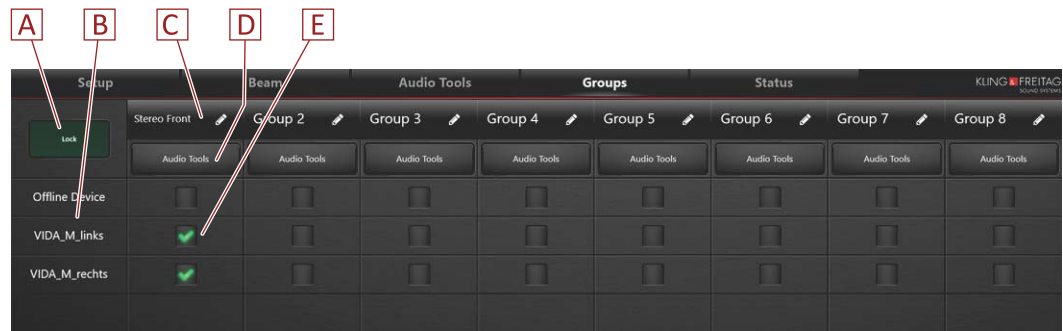 A B C D E
Setup Beam Audio Tools Groups Status KLING & FREITAG
SOUND SYSTEMS
Lock Stereo Front Group 2 Group 3 Group 4 Group 5 Group 6 Group 7 Group 8
Audio Tools Audio Tools Audio Tools Audio Tools Audio Tools Audio Tools Audio Tools Audio Tools
Offline Device
VIDA_M_links
VIDA_M_rechts